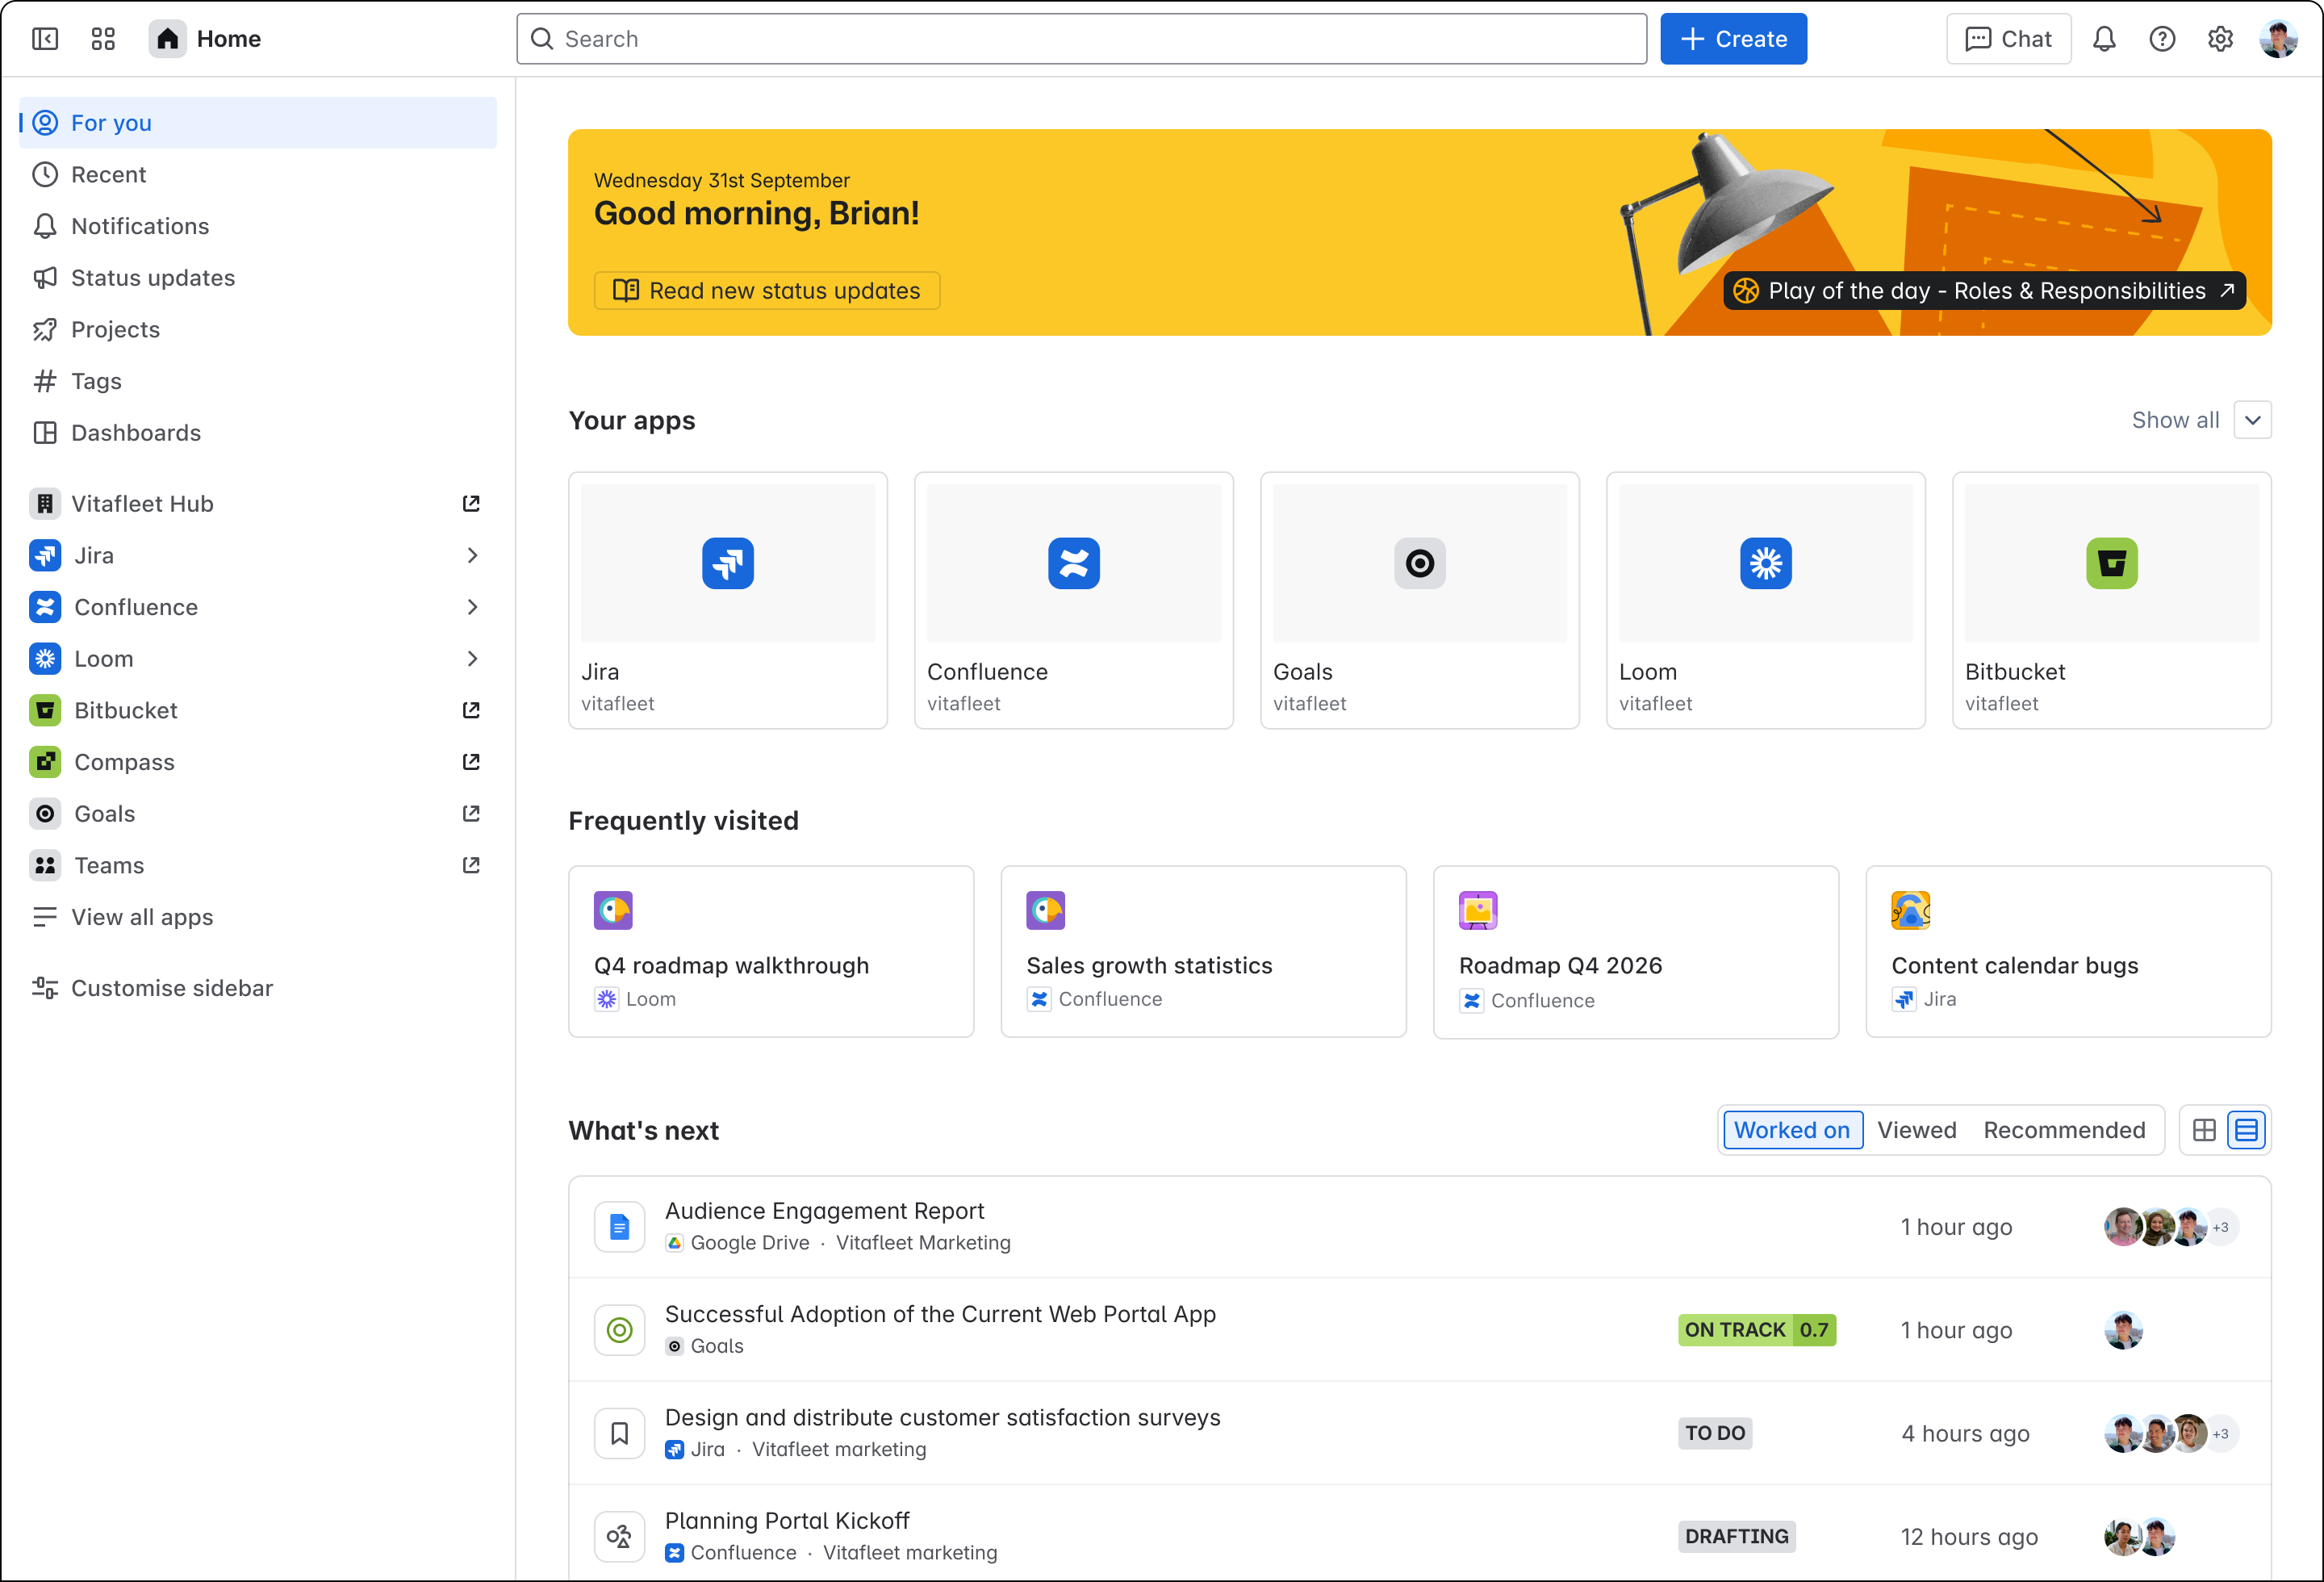 Home
Search
Create
Chat
For you
Recent
Notifications
Status updates
Projects
Tags
Dashboards
Vitafleet Hub
Jira
Confluence
Loom
Bitbucket
Compass
Goals
Teams
View all apps
Customise sidebar
Wednesday 31st September
Good morning, Brian!
Read new status updates
Play of the day - Roles & Responsibilities
Your apps
Show all
Jira
vitafleet
Confluence
vitafleet
Goals
vitafleet
Loom
vitafleet
Bitbucket
vitafleet
Frequently visited
Q4 roadmap walkthrough
Loom
Sales growth statistics
Confluence
Roadmap Q4 2026
Confluence
Content calendar bugs
Jira
What's next
Worked on
Viewed
Recommended
Audience Engagement Report
Google Drive · Vitafleet Marketing
1 hour ago
+3
Successful Adoption of the Current Web Portal App
Goals
ON TRACK 0.7
1 hour ago
Design and distribute customer satisfaction surveys
Jira · Vitafleet marketing
TO DO
4 hours ago
+3
Planning Portal Kickoff
Confluence · Vitafleet marketing
DRAFTING
12 hours ago